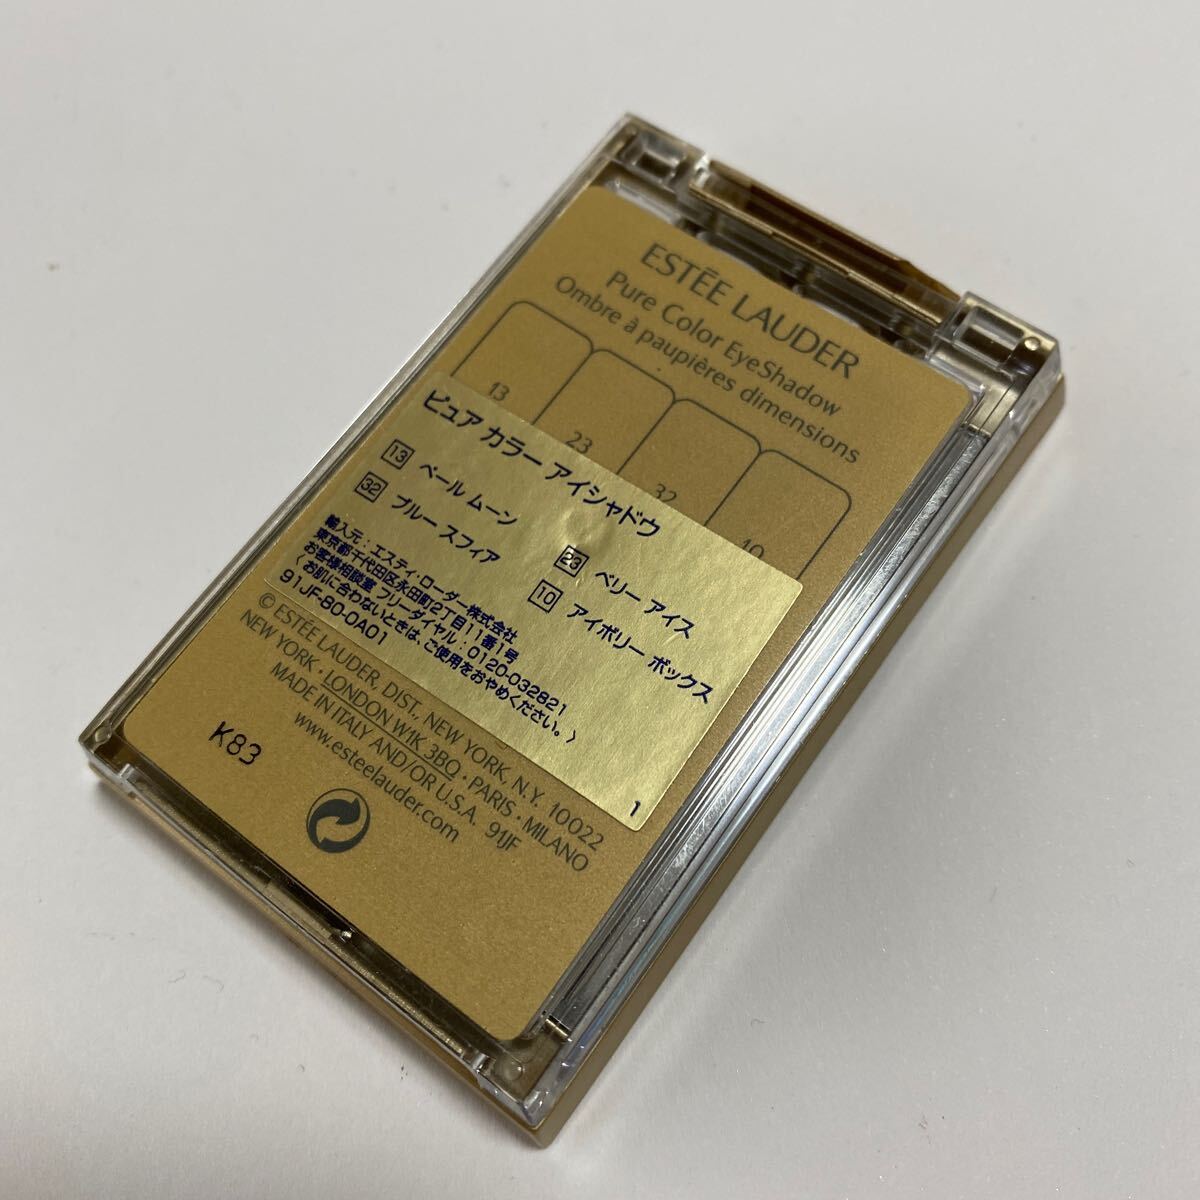 ESTĒE LAUDER
Pure Color EyeShadow
Ombre à paupières dimensions
13
23
32
10
ピュア カラー アイシャドウ
13 ペール ムーン
23 ベリー アイス
32 ブルー スフィア
10 アイボリー ボックス
輸入元:エスティ・ローダー株式会社
東京都千代田区永田町2丁目11番1号
お客様相談室 フリーダイヤル:0120-032821
〈お肌に合わないときは、ご使用をおやめください。〉
91JF-80-0A01
1
© ESTĒE LAUDER, DIST., NEW YORK, N.Y. 10022
NEW YORK · LONDON W1K 3BQ · PARIS · MILANO
MADE IN ITALY AND/OR U.S.A. 91JF
www.esteelauder.com
K83